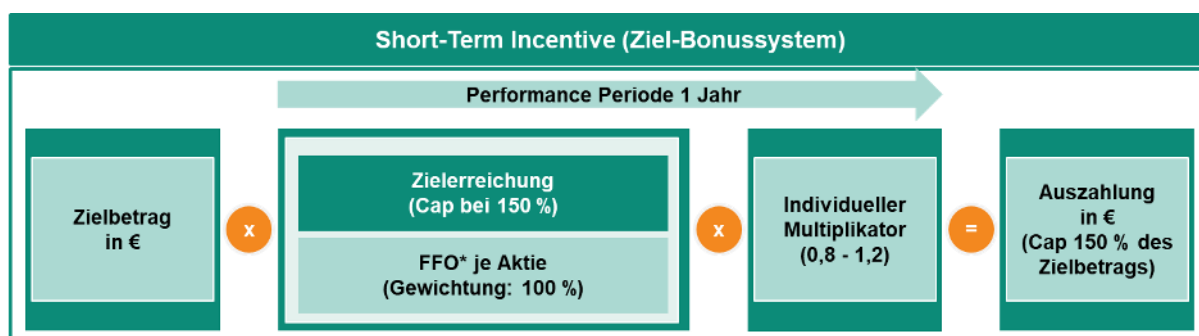 Short-Term Incentive (Ziel-Bonussystem)
Performance Periode 1 Jahr
Zielbetrag
in €
x
Zielerreichung
(Cap bei 150 %)
FFO* je Aktie
(Gewichtung: 100 %)
x
Individueller
Multiplikator
(0,8 - 1,2)
=
Auszahlung
in €
(Cap 150 % des
Zielbetrags)